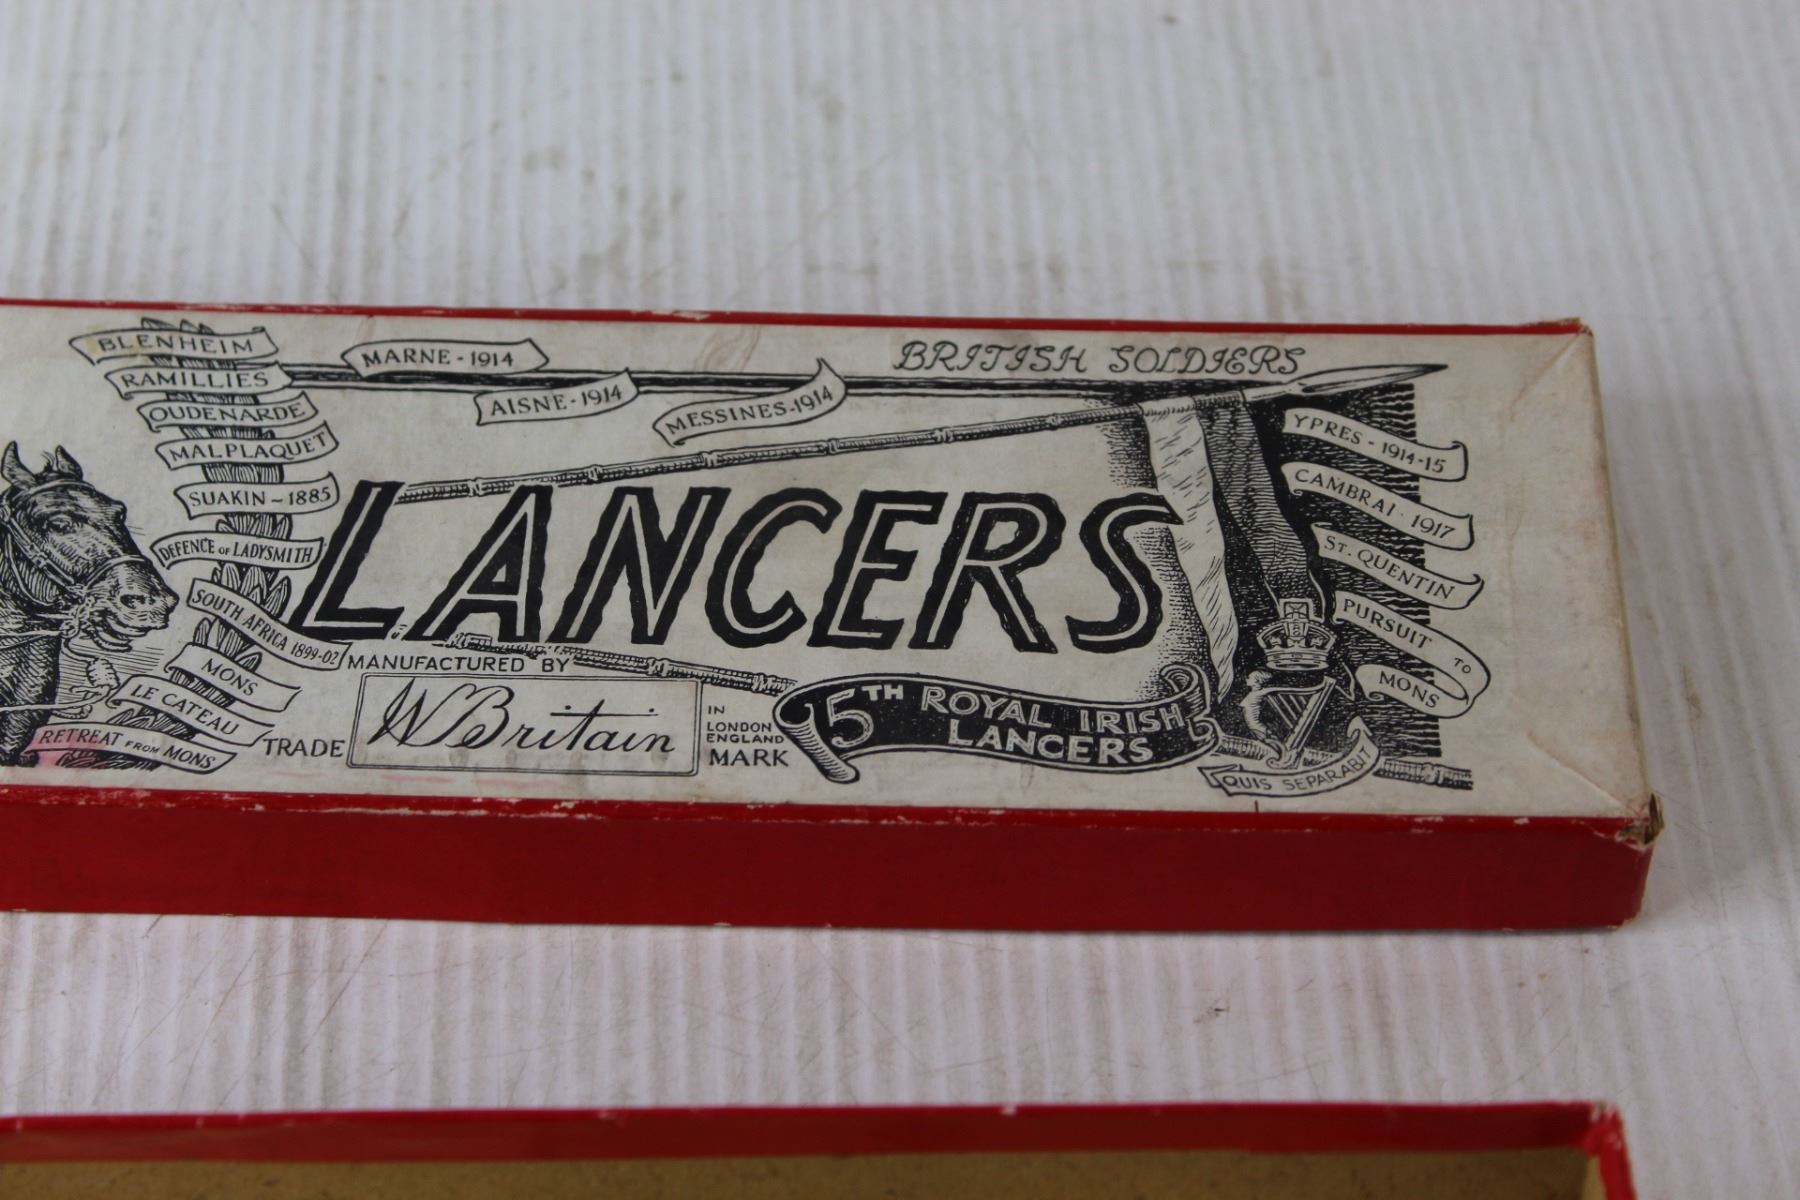 BLENHEIM
RAMILLIES
OUDENARDE
MALPLAQUET
SUAKIN ~ 1885
DEFENCE OF LADYSMITH
SOUTH AFRICA 1899-02
MONS
LE CATEAU
RETREAT FROM MONS
MARNE - 1914
AISNE - 1914
MESSINES - 1914
BRITISH SOLDIERS
LANCERS
YPRES - 1914-15
CAMBRAI · 1917
ST. QUENTIN
PURSUIT TO
MONS
MANUFACTURED BY
TRADE
W Britain
IN
LONDON
ENGLAND
MARK
5TH ROYAL IRISH
LANCERS
QUIS SEPARABIT